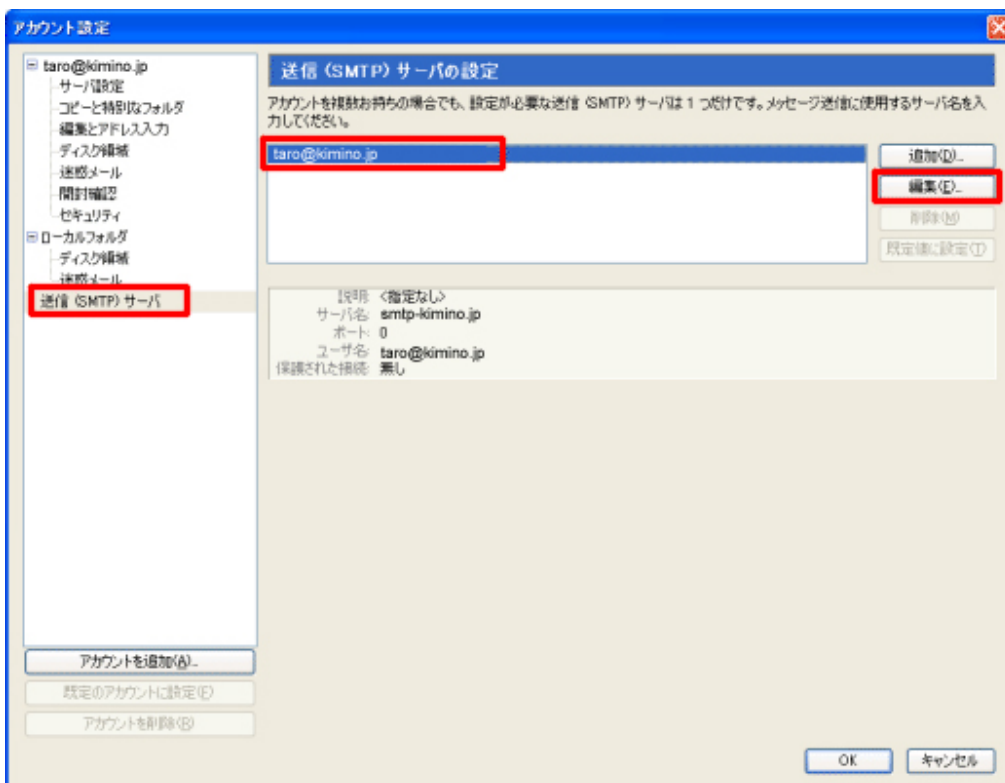 アカウント設定
taro@kimino.jp
サーバ設定
コピーと特別なフォルダ
編集とアドレス入力
ディスク領域
迷惑メール
開封確認
セキュリティ
ローカルフォルダ
ディスク領域
迷惑メール
送信 (SMTP) サーバ
アカウントを追加(A)...
既定のアカウントに設定(F)
アカウントを削除(R)
送信 (SMTP) サーバの設定
アカウントを複数お持ちの場合でも、設定が必要な送信 (SMTP) サーバは 1 つだけです。メッセージ送信に使用するサーバ名を入
力してください。
taro@kimino.jp
追加(D)...
編集(E)...
削除(M)
既定値に設定(T)
説明: <指定なし>
サーバ名: smtp-kimino.jp
ポート: 0
ユーザ名: taro@kimino.jp
保護された接続: 無し
OK
キャンセル